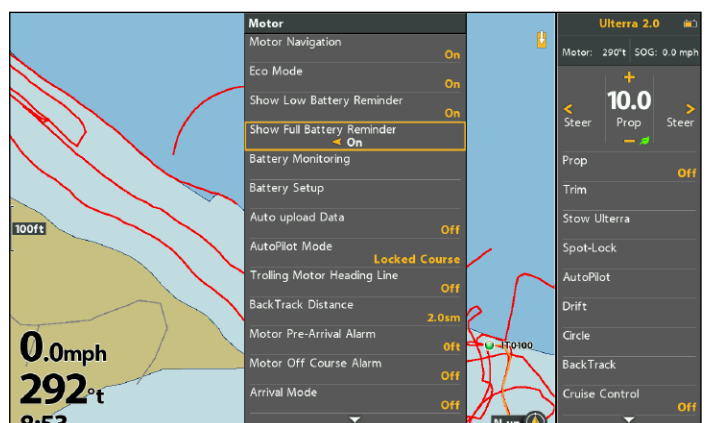 Motor
Motor Navigation
On
Eco Mode
On
Show Low Battery Reminder
On
Show Full Battery Reminder
On
Battery Monitoring
Battery Setup
Auto upload Data
Off
AutoPilot Mode
Locked Course
Trolling Motor Heading Line
Off
BackTrack Distance
2.0sm
Motor Pre-Arrival Alarm
0ft
Motor Off Course Alarm
Off
Arrival Mode
Off
100ft
0.0mph
292°t
8:53
IT0100
N-up
Ulterra 2.0
Motor: 290°t SOG: 0.0 mph
+
< 10.0 >
Steer Prop Steer
−
Prop
Off
Trim
Stow Ulterra
Spot-Lock
AutoPilot
Drift
Circle
BackTrack
Cruise Control
Off